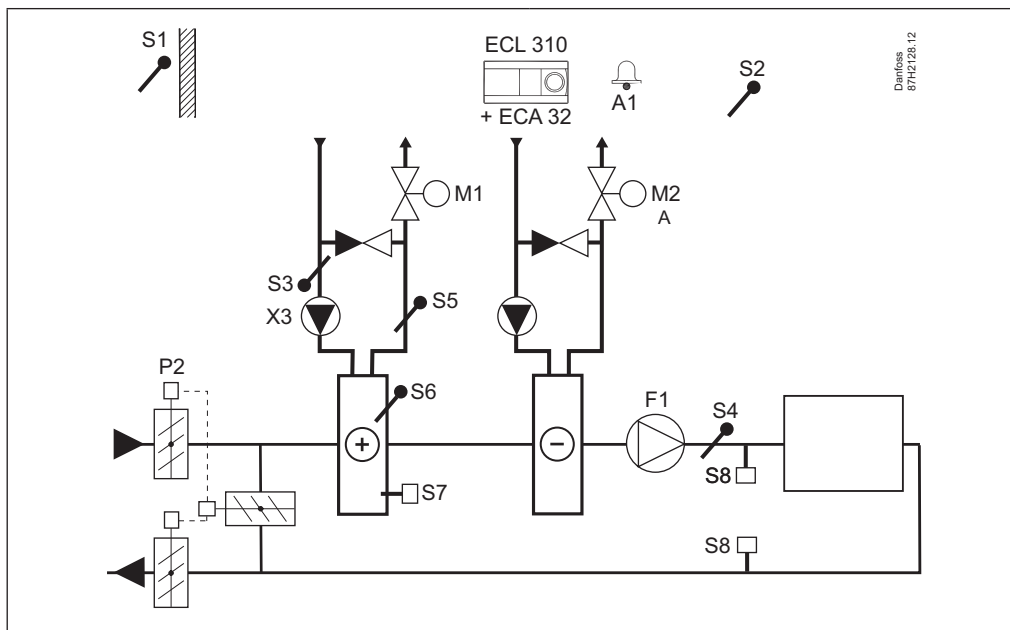 S1
ECL 310
+ ECA 32
A1
S2
Danfoss
87H2128.12
M1
M2
A
S3
S5
X3
P2
S6
F1
S4
+
−
S8
S7
S8